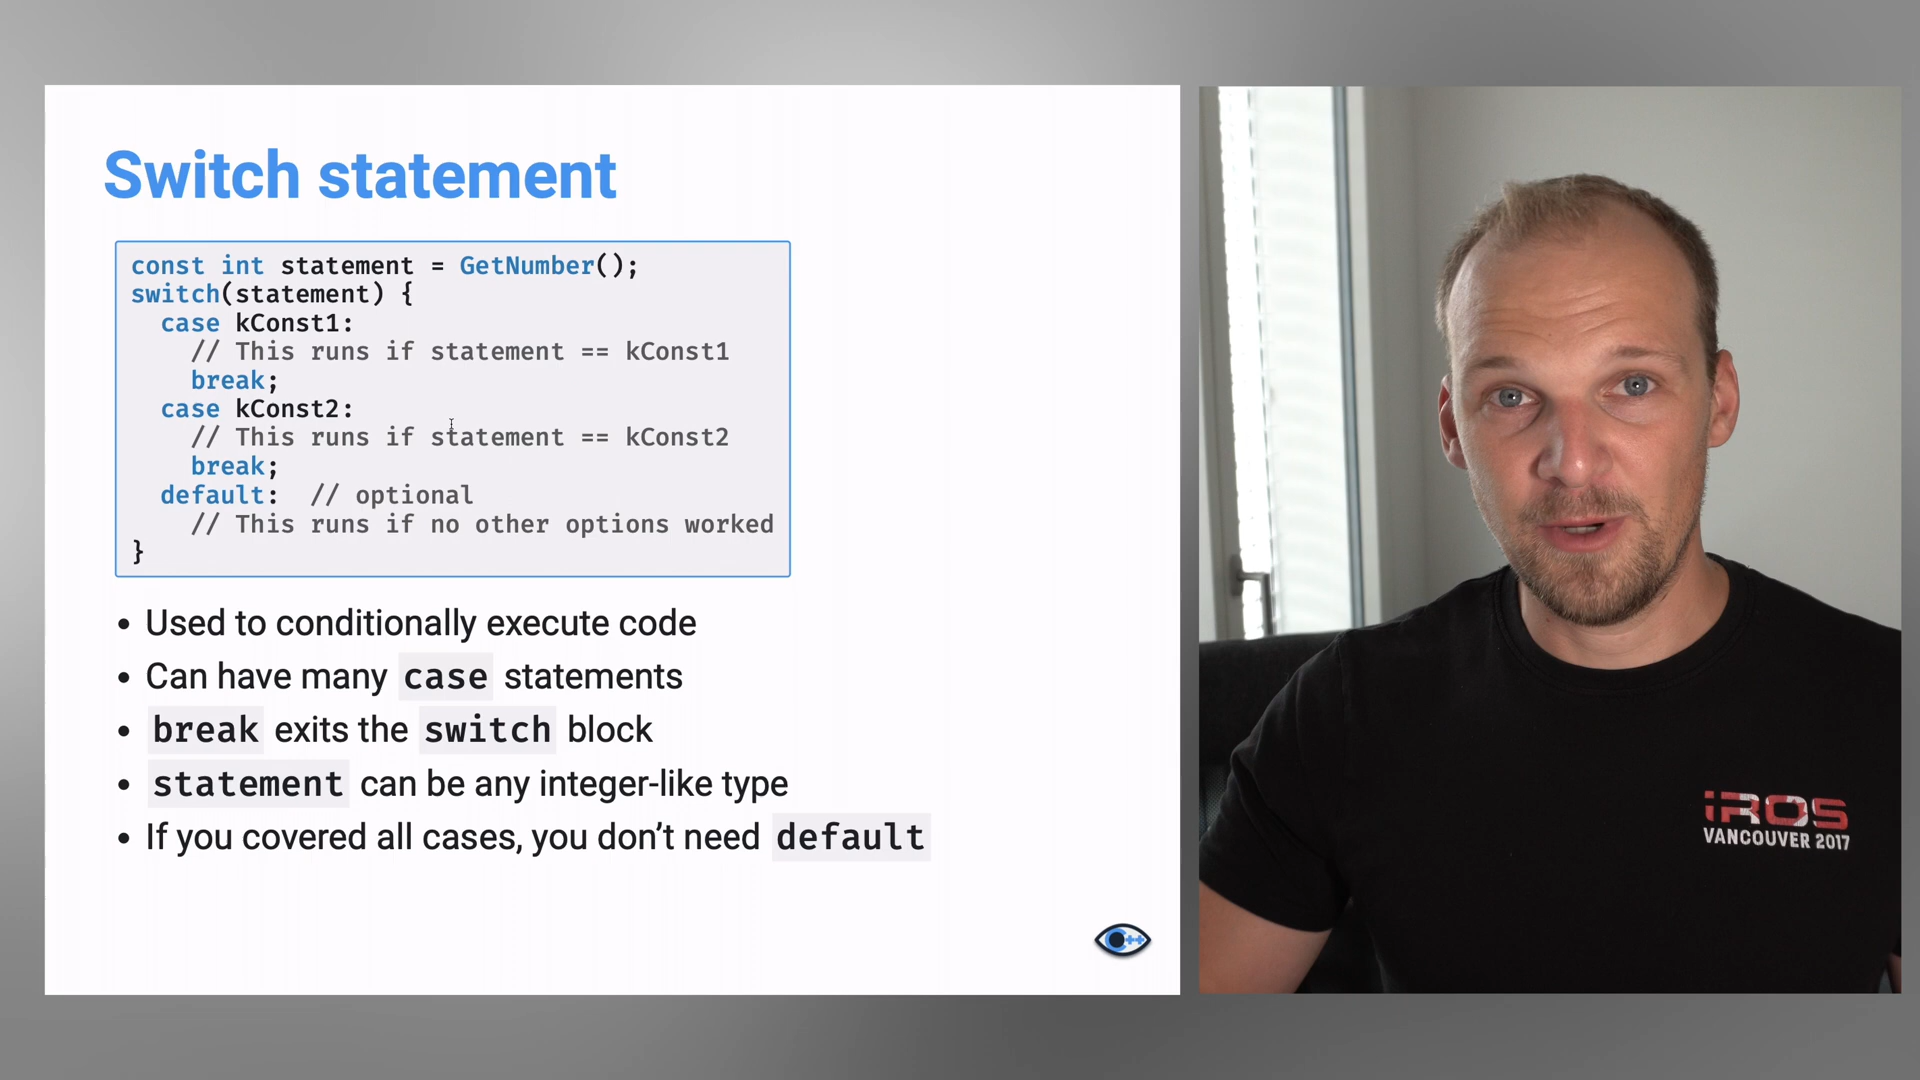 Switch statement
const int statement = GetNumber();
switch(statement) {
  case kConst1:
    // This runs if statement == kConst1
    break;
  case kConst2:
    // This runs if statement == kConst2
    break;
  default:  // optional
    // This runs if no other options worked
}
• Used to conditionally execute code
• Can have many case statements
• break exits the switch block
• statement can be any integer-like type
• If you covered all cases, you don’t need default
C++
iROS
VANCOUVER 2017